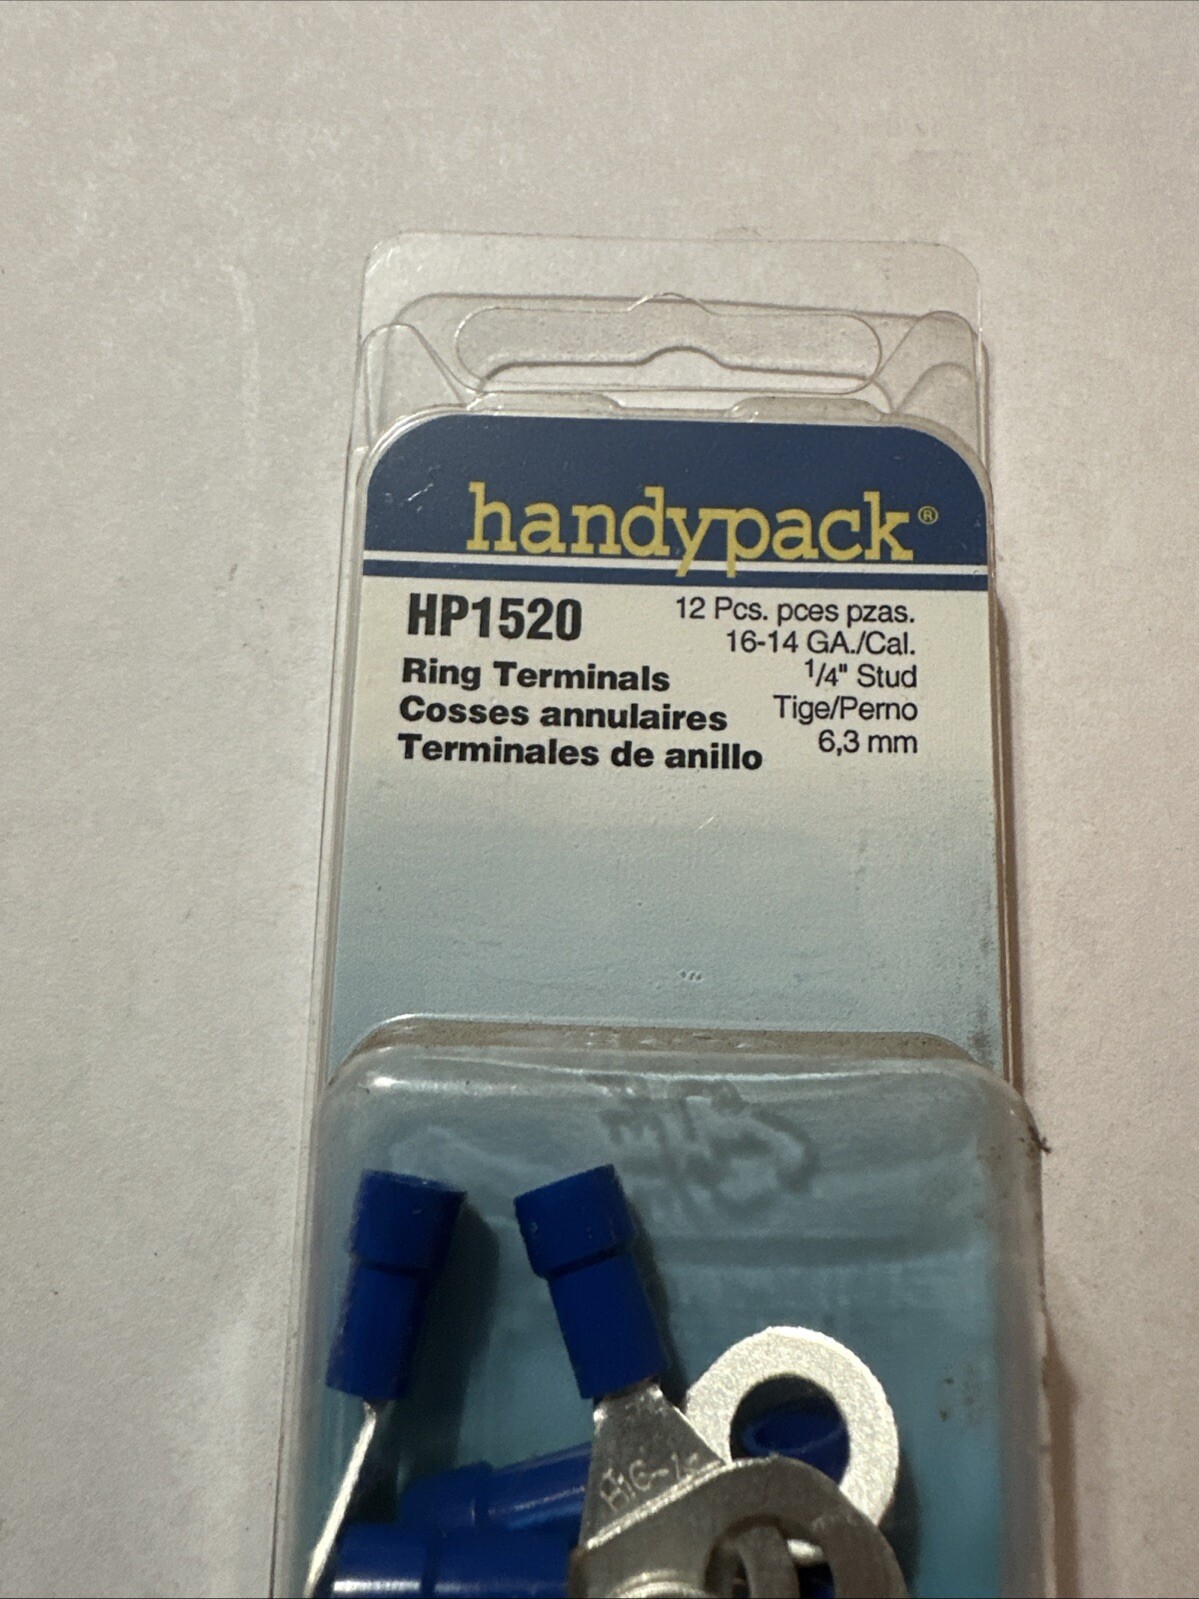 handypack®
HP1520
Ring Terminals
Cosses annulaires
Terminales de anillo
12 Pcs. pces pzas.
16-14 GA./Cal.
1/4" Stud
Tige/Perno
6,3 mm